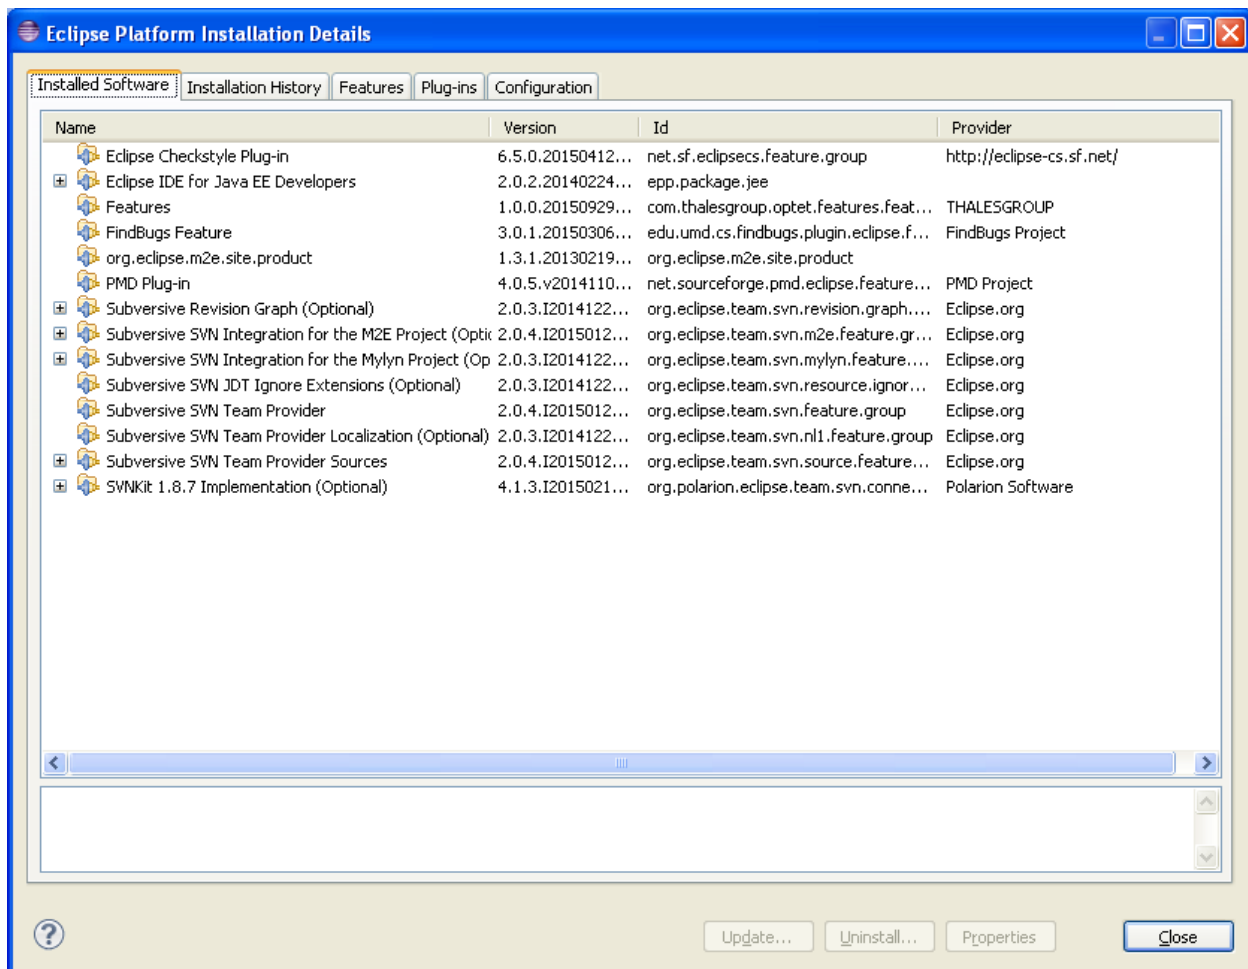 Eclipse Platform Installation Details
Installed Software Installation History Features Plug-ins Configuration
Name Version Id Provider
Eclipse Checkstyle Plug-in 6.5.0.20150412... net.sf.eclipsecs.feature.group http://eclipse-cs.sf.net/
Eclipse IDE for Java EE Developers 2.0.2.20140224... epp.package.jee
Features 1.0.0.20150929... com.thalesgroup.optet.features.feat... THALESGROUP
FindBugs Feature 3.0.1.20150306... edu.umd.cs.findbugs.plugin.eclipse.f... FindBugs Project
org.eclipse.m2e.site.product 1.3.1.20130219... org.eclipse.m2e.site.product
PMD Plug-in 4.0.5.v2014110... net.sourceforge.pmd.eclipse.feature... PMD Project
Subversive Revision Graph (Optional) 2.0.3.I2014122... org.eclipse.team.svn.revision.graph.... Eclipse.org
Subversive SVN Integration for the M2E Project (Optic 2.0.4.I2015012... org.eclipse.team.svn.m2e.feature.gr... Eclipse.org
Subversive SVN Integration for the Mylyn Project (Op 2.0.3.I2014122... org.eclipse.team.svn.mylyn.feature.... Eclipse.org
Subversive SVN JDT Ignore Extensions (Optional) 2.0.3.I2014122... org.eclipse.team.svn.resource.ignor... Eclipse.org
Subversive SVN Team Provider 2.0.4.I2015012... org.eclipse.team.svn.feature.group Eclipse.org
Subversive SVN Team Provider Localization (Optional) 2.0.3.I2014122... org.eclipse.team.svn.nl1.feature.group Eclipse.org
Subversive SVN Team Provider Sources 2.0.4.I2015012... org.eclipse.team.svn.source.feature... Eclipse.org
SVNKit 1.8.7 Implementation (Optional) 4.1.3.I2015021... org.polarion.eclipse.team.svn.conne... Polarion Software
Update... Uninstall... Properties Close